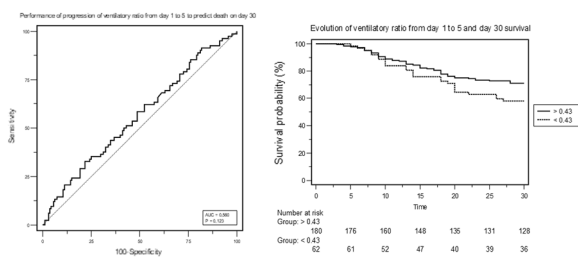 Performance of progression of ventilatory ratio from day 1 to 5 to predict death on day 30
100
75
50
25
0
Sensitivity
0
25
50
75
100
100-Specificity
P = 0,123
Evolution of ventilatory ratio from day 1 to 5 and day 30 survival
100
80
60
40
20
0
Survival probability (%)
0 5 10 15 20 25 30
Time
> 0.43
< 0.43
Number at risk
Group: > 0.43
180 176 160 148 135 131 128
Group: < 0.43
62 61 52 47 40 39 36